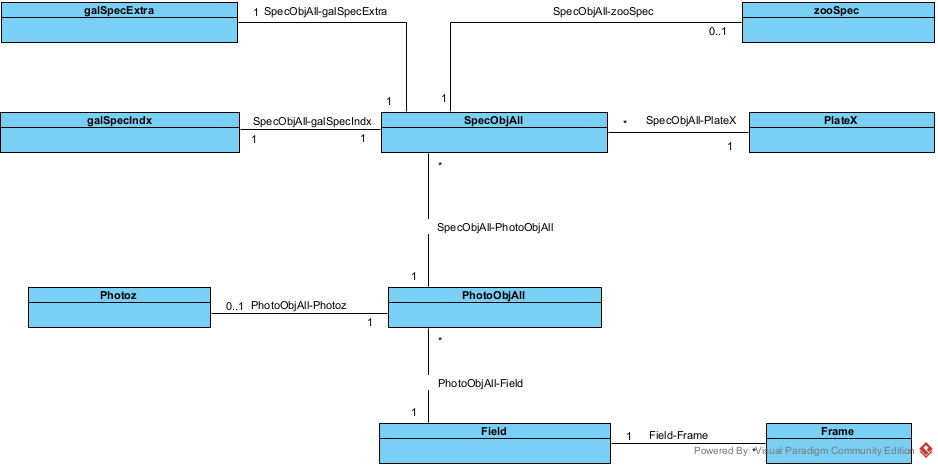 galSpecExtra
1 SpecObjAll-galSpecExtra
SpecObjAll-zooSpec
zooSpec
0..1
1
1
galSpecIndx
SpecObjAll-galSpecIndx
1
1
SpecObjAll
*
SpecObjAll-PlateX
1
PlateX
*
SpecObjAll-PhotoObjAll
1
Photoz
0..1 PhotoObjAll-Photoz
1
PhotoObjAll
*
PhotoObjAll-Field
1
Field
1 Field-Frame
*
Frame
Powered By Visual Paradigm Community Edition